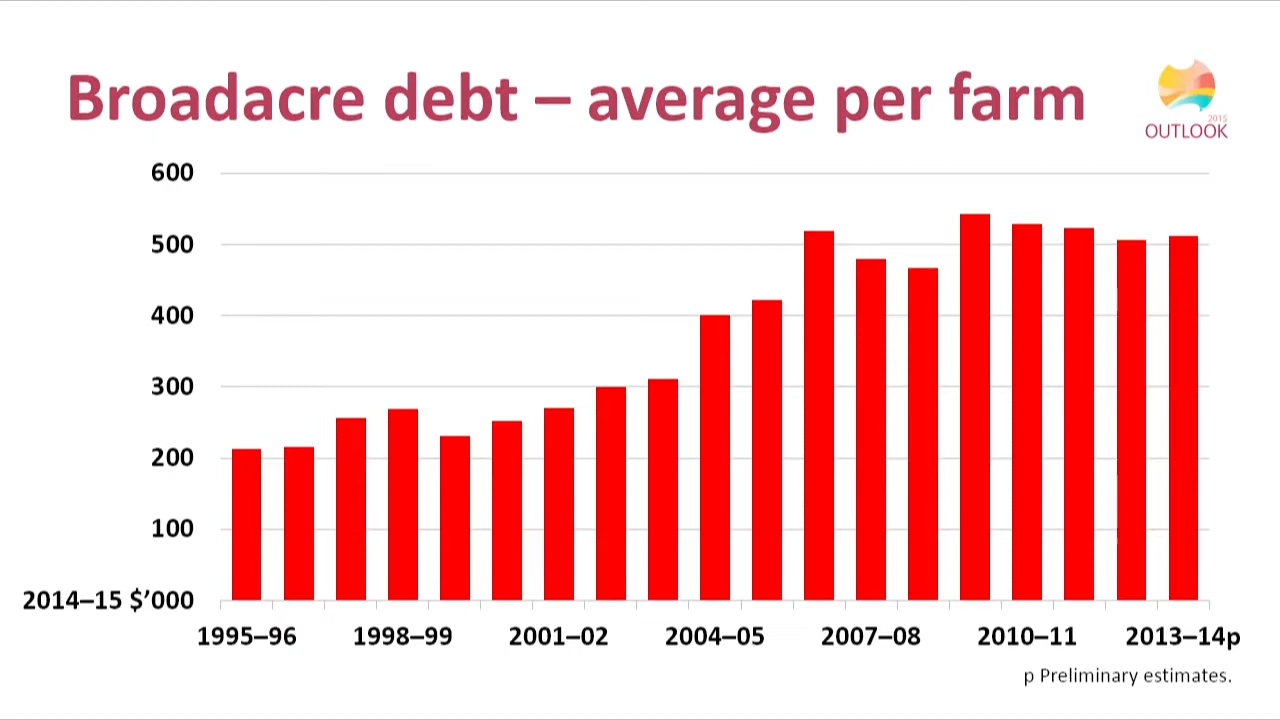 Broadacre debt – average per farm
2015
OUTLOOK
600
500
400
300
200
100
2014–15 $’000
1995–96 1998–99 2001–02 2004–05 2007–08 2010–11 2013–14p
p Preliminary estimates.